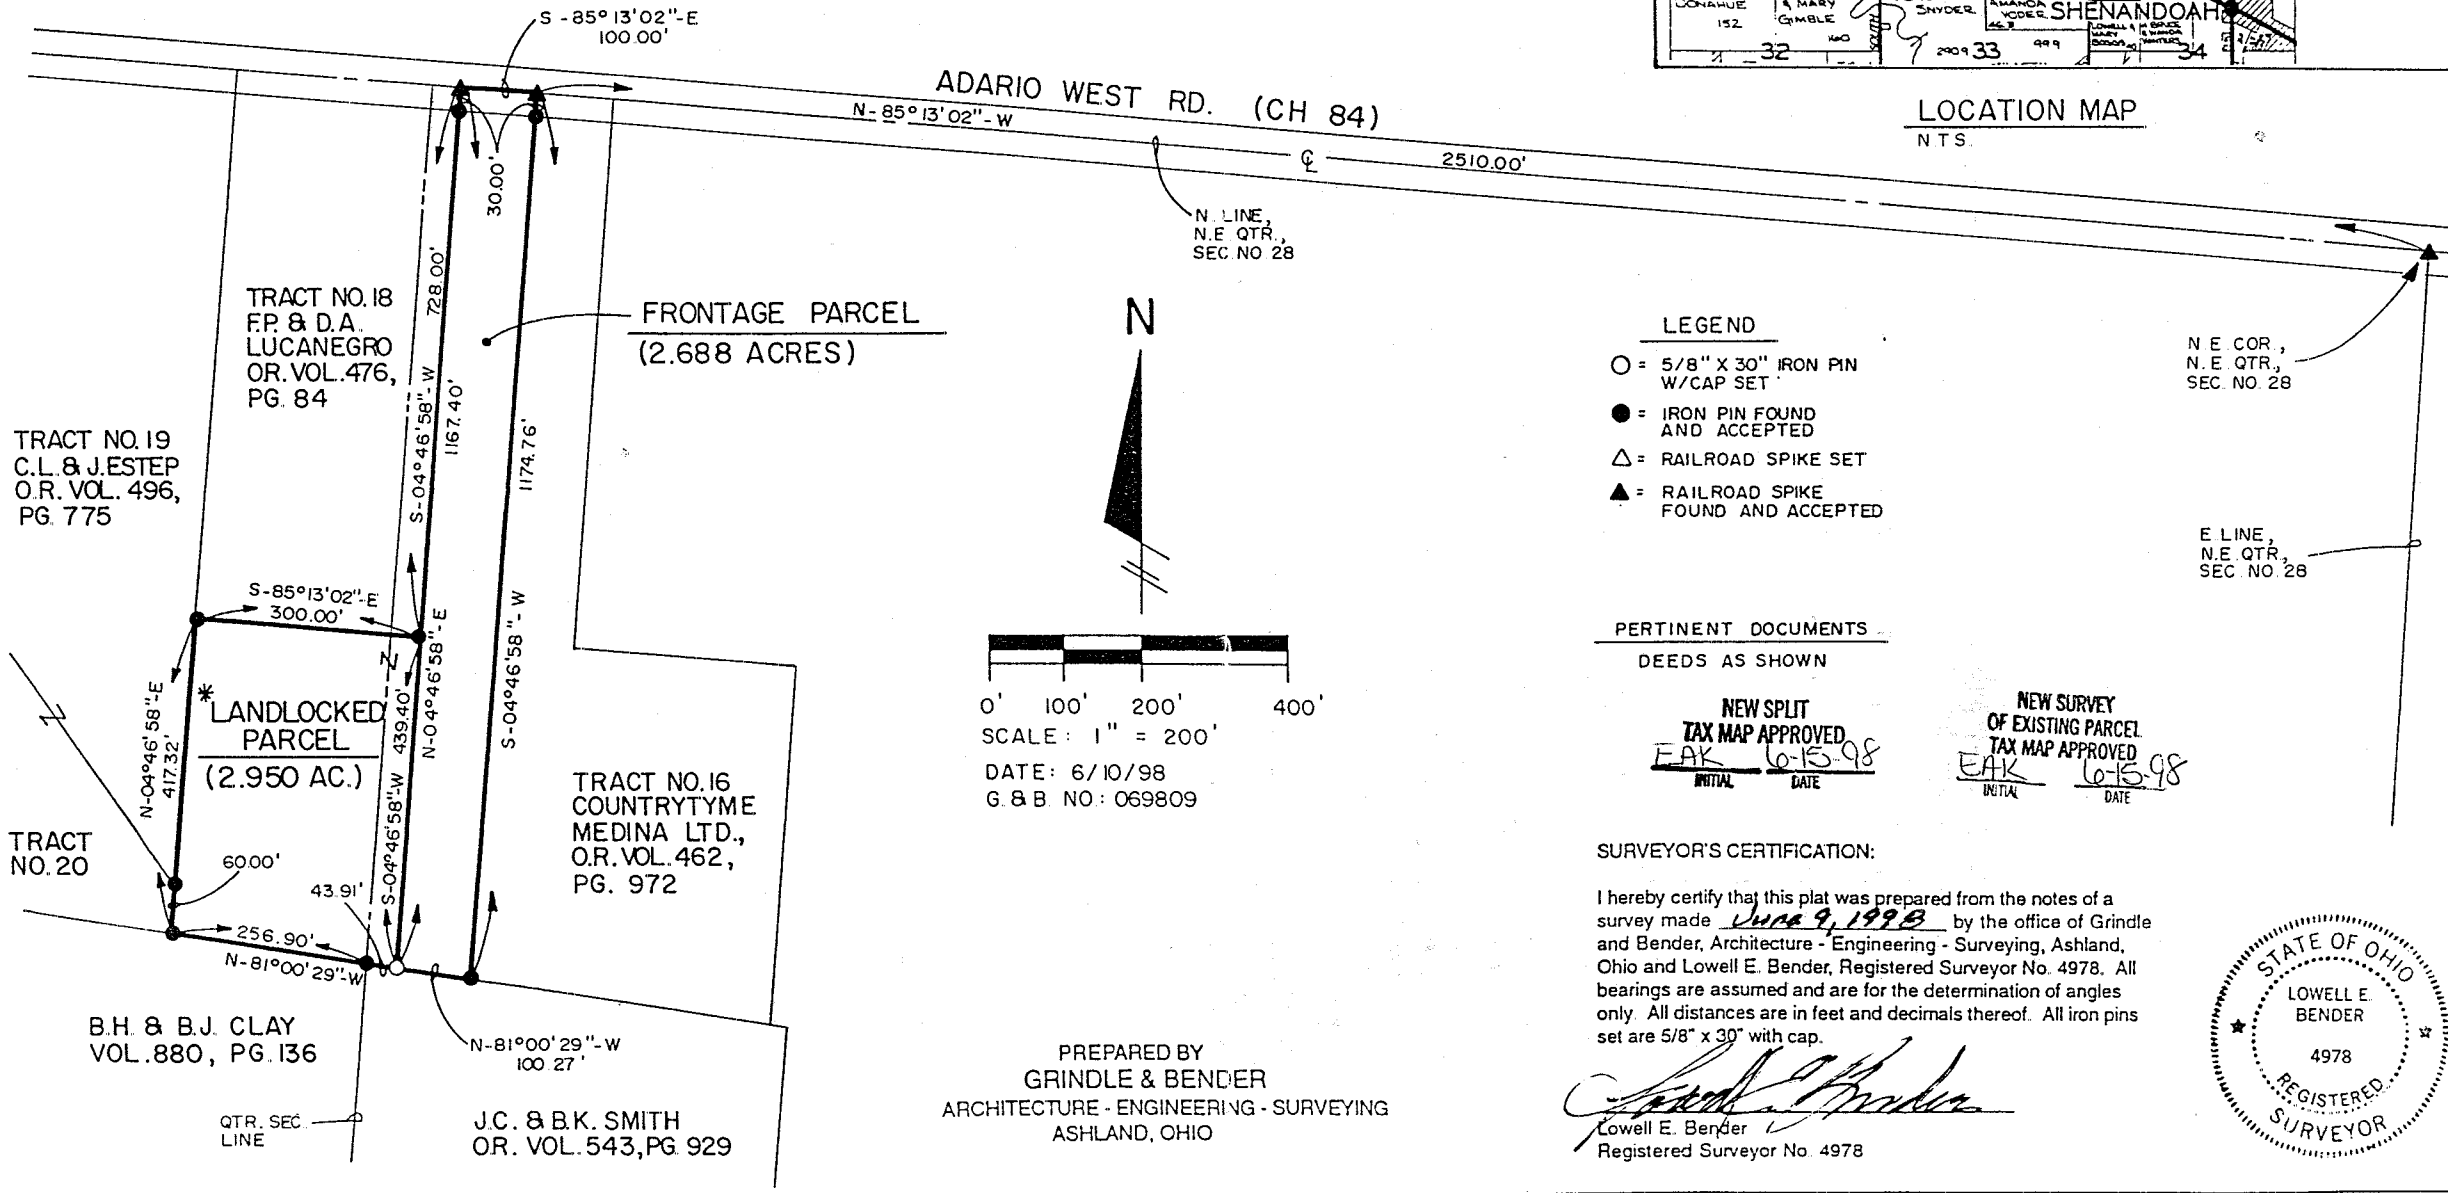 S-85°13'02"-E
100.00'
DONAHUE
152
& MARY
GIMBLE
160
32
SNYDER
AMANDA
YODER
SHENANDOAH
2909
33
999
34
LOCATION MAP
N.T.S.
ADARIO WEST RD. (CH 84)
N-85°13'02"-W
℄
2510.00'
30.00'
N. LINE,
N.E. QTR.,
SEC. NO. 28
TRACT NO. 18
F.P. & D.A.
LUCANEGRO
OR. VOL. 476,
PG. 84
728.00'
S-04°46'58"-W
1167.40'
1174.76'
FRONTAGE PARCEL
(2.688 ACRES)
N
LEGEND
○ = 5/8" X 30" IRON PIN
W/CAP SET
● = IRON PIN FOUND
AND ACCEPTED
△ = RAILROAD SPIKE SET
▲ = RAILROAD SPIKE
FOUND AND ACCEPTED
N.E. COR.,
N.E. QTR.,
SEC. NO. 28
TRACT NO. 19
C.L. & J. ESTEP
O.R. VOL. 496,
PG. 775
E. LINE,
N.E. QTR.,
SEC. NO. 28
S-85°13'02"-E
300.00'
N-04°46'58"-E
S-04°46'58"-W
PERTINENT DOCUMENTS
DEEDS AS SHOWN
0' 100' 200' 400'
SCALE: 1" = 200'
DATE: 6/10/98
G. & B. NO.: 069809
NEW SPLIT
TAX MAP APPROVED
EAK 6-15-98
INITIAL DATE
NEW SURVEY
OF EXISTING PARCEL
TAX MAP APPROVED
EAK 6-15-98
INITIAL DATE
N-04°46'58"-E
417.32'
* LANDLOCKED
PARCEL
(2.950 AC.)
439.40'
S-04°46'58"-W
TRACT NO. 16
COUNTRYTYME
MEDINA LTD.,
O.R. VOL. 462,
PG. 972
TRACT
NO. 20
60.00'
43.91'
256.90'
N-81°00'29"-W
B.H. & B.J. CLAY
VOL. 880, PG. 136
N-81°00'29"-W
100.27'
QTR. SEC.
LINE
J.C. & B.K. SMITH
OR. VOL. 543, PG. 929
PREPARED BY
GRINDLE & BENDER
ARCHITECTURE - ENGINEERING - SURVEYING
ASHLAND, OHIO
SURVEYOR'S CERTIFICATION:
I hereby certify that this plat was prepared from the notes of a
survey made June 9, 1998 by the office of Grindle
and Bender, Architecture - Engineering - Surveying, Ashland,
Ohio and Lowell E. Bender, Registered Surveyor No. 4978. All
bearings are assumed and are for the determination of angles
only. All distances are in feet and decimals thereof. All iron pins
set are 5/8" x 30" with cap.
Lowell E. Bender
Lowell E. Bender
Registered Surveyor No. 4978
STATE OF OHIO
LOWELL E.
BENDER
4978
REGISTERED
SURVEYOR